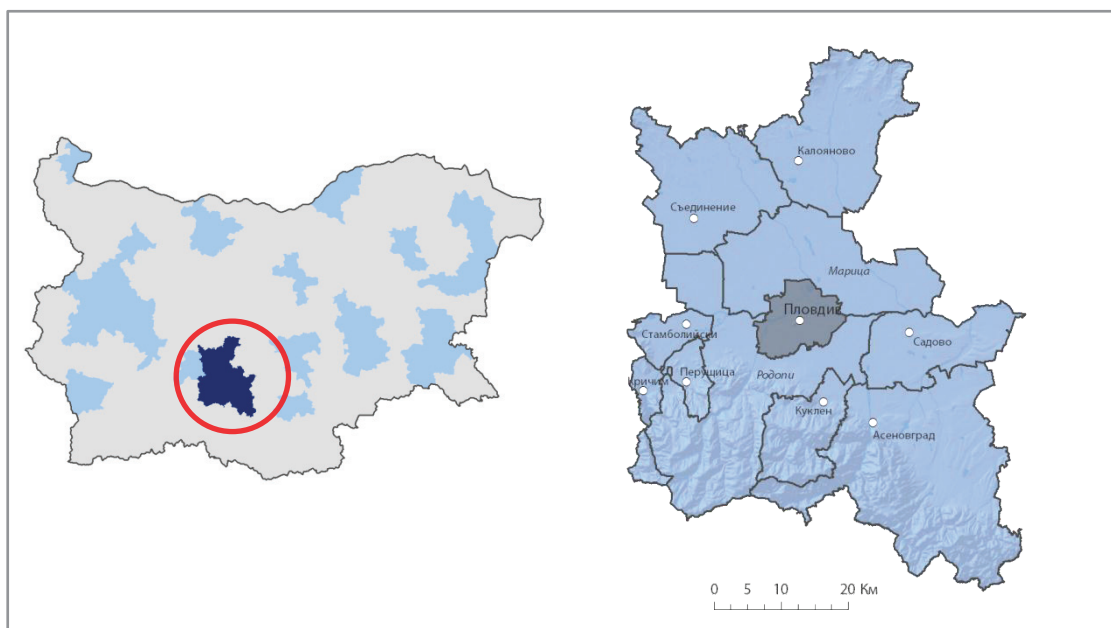 Калояново
Съединение
Марица
Пловдив
Стамболийски
Садово
Перущица
Родопи
Кричим
Куклен
Асеновград
0 5 10 20 Км